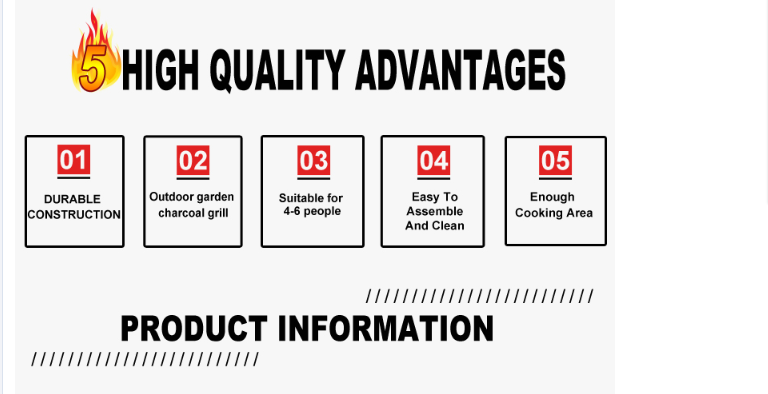 5 HIGH QUALITY ADVANTAGES
01
DURABLE
CONSTRUCTION
02
Outdoor garden
charcoal grill
03
Suitable for
4-6 people
04
Easy To
Assemble
And Clean
05
Enough
Cooking Area
/////////////////////////
PRODUCT INFORMATION
/////////////////////////